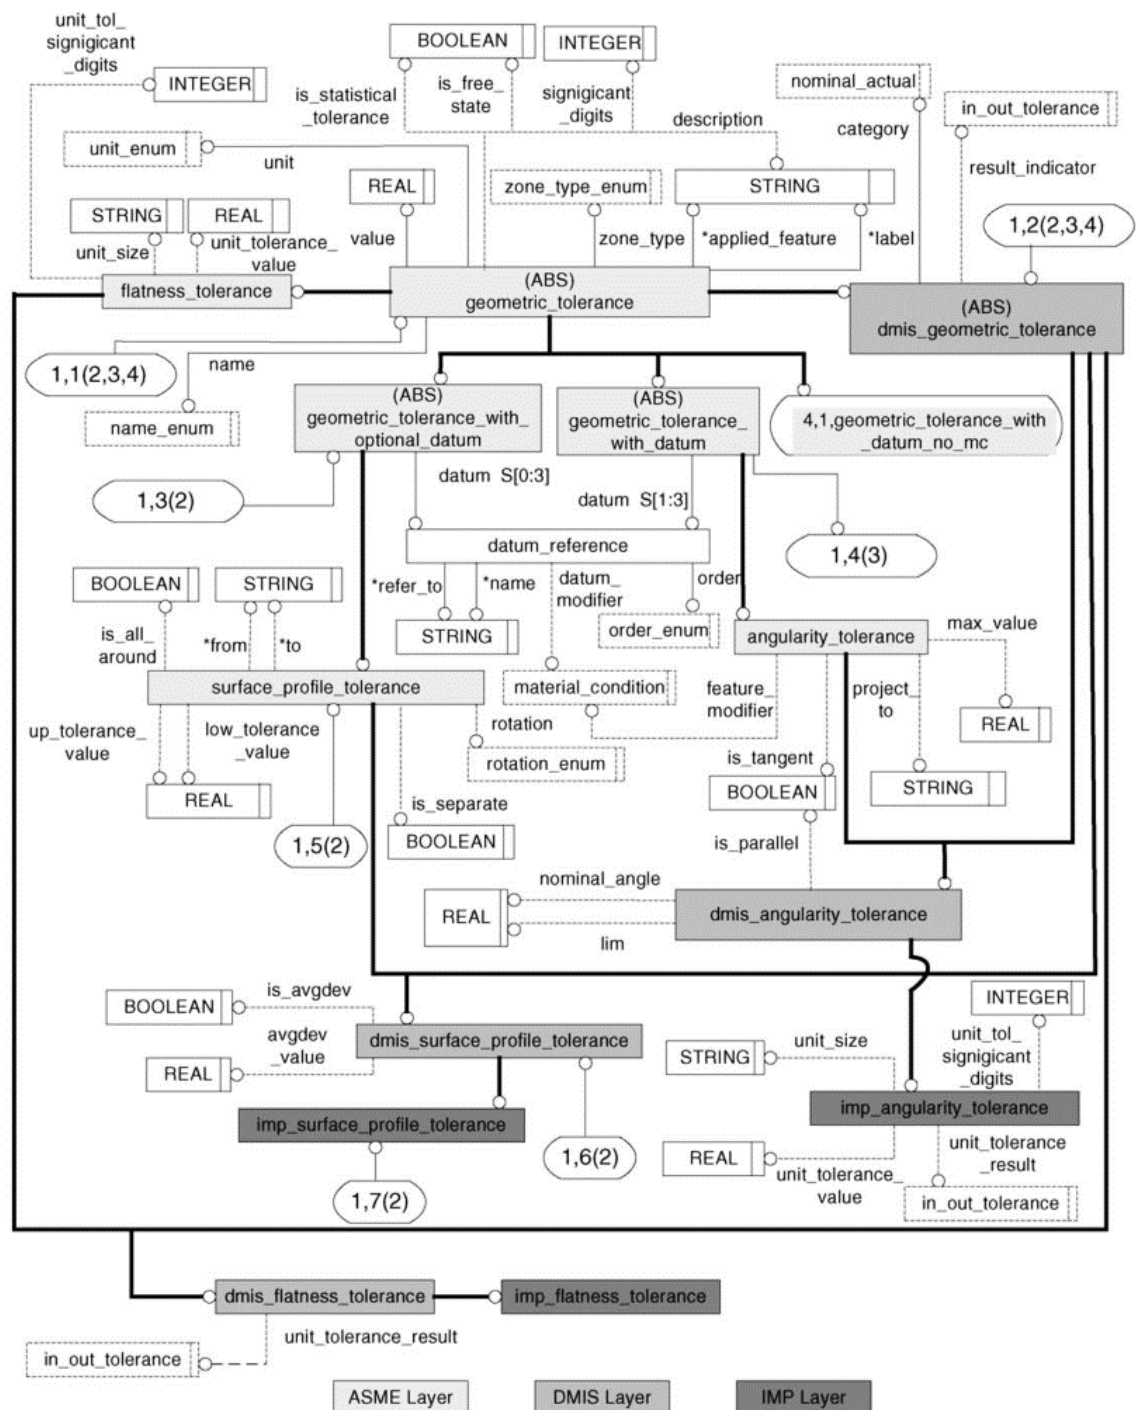 unit_tol_
signigicant
_digits
INTEGER
BOOLEAN
INTEGER
is_statistical
_tolerance
is_free_
state
signigicant
_digits
description
nominal_actual
category
in_out_tolerance
result_indicator
unit_enum
unit
REAL
value
zone_type_enum
zone_type
STRING
*applied_feature
*label
1,2(2,3,4)
STRING
REAL
unit_size
unit_tolerance_
value
flatness_tolerance
(ABS)
geometric_tolerance
(ABS)
dmis_geometric_tolerance
1,1(2,3,4)
name
name_enum
(ABS)
geometric_tolerance_with_
optional_datum
(ABS)
geometric_tolerance_
with_datum
4,1,geometric_tolerance_with
_datum_no_mc
1,3(2)
datum S[0:3]
datum S[1:3]
datum_reference
1,4(3)
*refer_to
*name
datum_
modifier
order
STRING
order_enum
BOOLEAN
STRING
is_all_
around
*from
*to
surface_profile_tolerance
material_condition
angularity_tolerance
max_value
feature_
modifier
project_
to
REAL
up_tolerance_
value
low_tolerance
_value
rotation
rotation_enum
is_tangent
REAL
is_separate
BOOLEAN
STRING
1,5(2)
BOOLEAN
is_parallel
nominal_angle
REAL
dmis_angularity_tolerance
lim
BOOLEAN
is_avgdev
avgdev
_value
REAL
dmis_surface_profile_tolerance
INTEGER
unit_size
STRING
unit_tol_
signigicant
_digits
imp_surface_profile_tolerance
imp_angularity_tolerance
1,6(2)
REAL
unit_tolerance_
value
unit_tolerance
_result
1,7(2)
in_out_tolerance
dmis_flatness_tolerance
imp_flatness_tolerance
unit_tolerance_result
in_out_tolerance
ASME Layer
DMIS Layer
IMP Layer